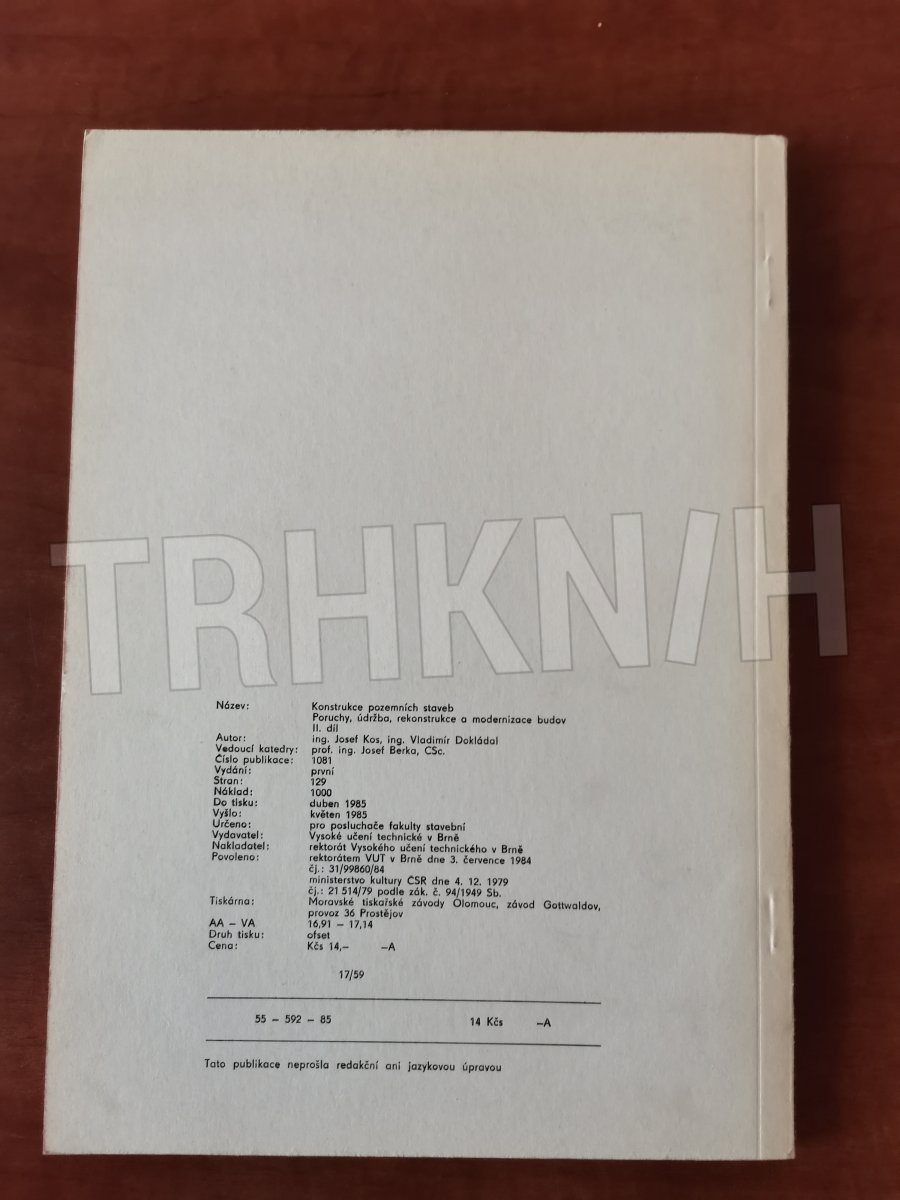 TRHKNIH
Název: Konstrukce pozemních staveb
Poruchy, údržba, rekonstrukce a modernizace budov
II. díl
Autor: ing. Josef Kos, ing. Vladimír Dokládal
Vedoucí katedry: prof. ing. Josef Berka, CSc.
Číslo publikace: 1081
Vydání: první
Stran: 129
Náklad: 1000
Do tisku: duben 1985
Vyšlo: květen 1985
Určeno: pro posluchače fakulty stavební
Vydavatel: Vysoké učení technické v Brně
Nakladatel: rektorát Vysokého učení technického v Brně
Povoleno: rektorátem VUT v Brně dne 3. července 1984
čj.: 31/99860/84
ministerstvo kultury ČSR dne 4. 12. 1979
čj.: 21 514/79 podle zák. č. 94/1949 Sb.
Tiskárna: Moravské tiskařské závody Olomouc, závod Gottwaldov,
provoz 36 Prostějov
AA – VA 16,91 – 17,14
Druh tisku: ofset
Cena: Kčs 14,– –A
17/59
55 – 592 – 85 14 Kčs –A
Tato publikace neprošla redakční ani jazykovou úpravou